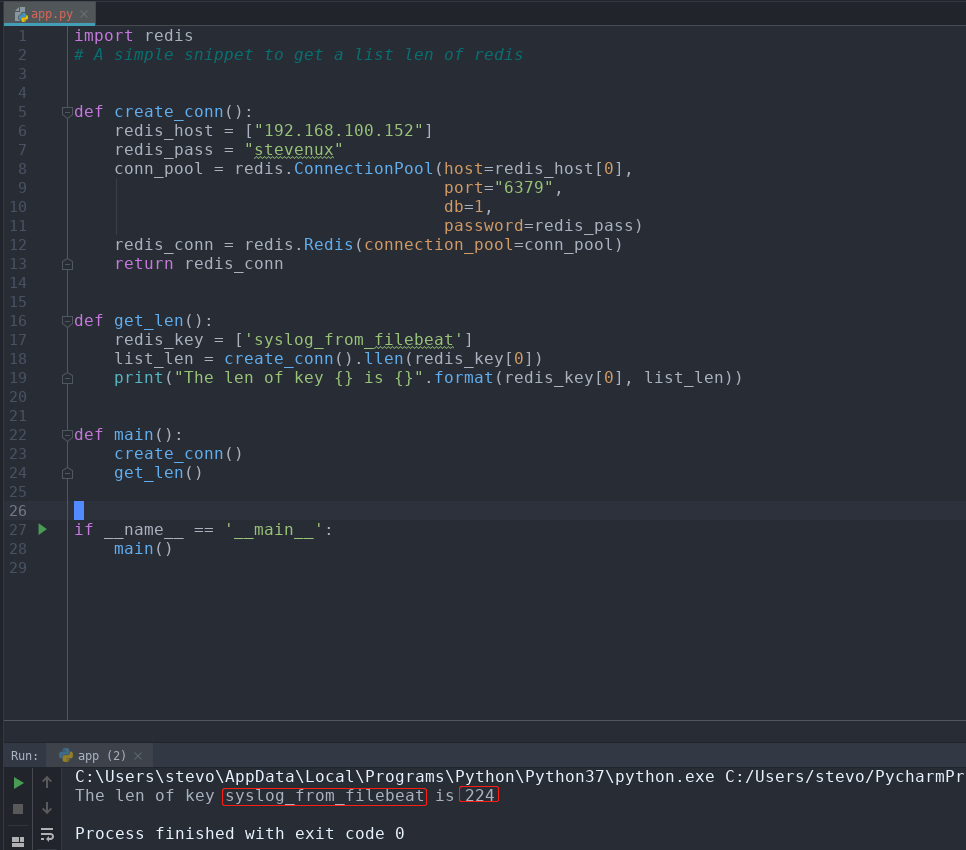 app.py
1 import redis
2 # A simple snippet to get a list len of redis
3
4
5 def create_conn():
6     redis_host = ["192.168.100.152"]
7     redis_pass = "stevenux"
8     conn_pool = redis.ConnectionPool(host=redis_host[0],
9                                      port="6379",
10                                      db=1,
11                                      password=redis_pass)
12     redis_conn = redis.Redis(connection_pool=conn_pool)
13     return redis_conn
14
15
16 def get_len():
17     redis_key = ['syslog_from_filebeat']
18     list_len = create_conn().llen(redis_key[0])
19     print("The len of key {} is {}".format(redis_key[0], list_len))
20
21
22 def main():
23     create_conn()
24     get_len()
25
26
27 if __name__ == '__main__':
28     main()
29
Run: app (2)
C:\Users\stevo\AppData\Local\Programs\Python\Python37\python.exe C:/Users/stevo/PycharmPr
The len of key syslog_from_filebeat is 224
Process finished with exit code 0